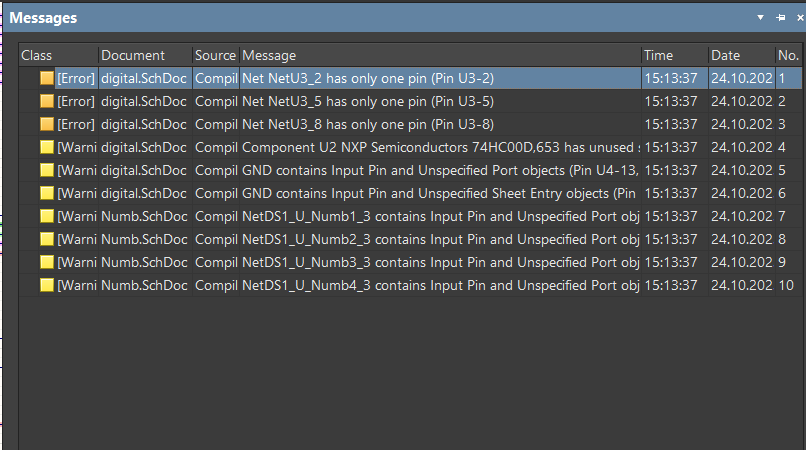 Messages
Class Document Source Message Time Date No.
[Error] digital.SchDoc Compil Net NetU3_2 has only one pin (Pin U3-2) 15:13:37 24.10.202 1
[Error] digital.SchDoc Compil Net NetU3_5 has only one pin (Pin U3-5) 15:13:37 24.10.202 2
[Error] digital.SchDoc Compil Net NetU3_8 has only one pin (Pin U3-8) 15:13:37 24.10.202 3
[Warni digital.SchDoc Compil Component U2 NXP Semiconductors 74HC00D,653 has unused s 15:13:37 24.10.202 4
[Warni digital.SchDoc Compil GND contains Input Pin and Unspecified Port objects (Pin U4-13, 15:13:37 24.10.202 5
[Warni digital.SchDoc Compil GND contains Input Pin and Unspecified Sheet Entry objects (Pin 15:13:37 24.10.202 6
[Warni Numb.SchDoc Compil NetDS1_U_Numb1_3 contains Input Pin and Unspecified Port obj 15:13:37 24.10.202 7
[Warni Numb.SchDoc Compil NetDS1_U_Numb2_3 contains Input Pin and Unspecified Port obj 15:13:37 24.10.202 8
[Warni Numb.SchDoc Compil NetDS1_U_Numb3_3 contains Input Pin and Unspecified Port obj 15:13:37 24.10.202 9
[Warni Numb.SchDoc Compil NetDS1_U_Numb4_3 contains Input Pin and Unspecified Port obj 15:13:37 24.10.202 10